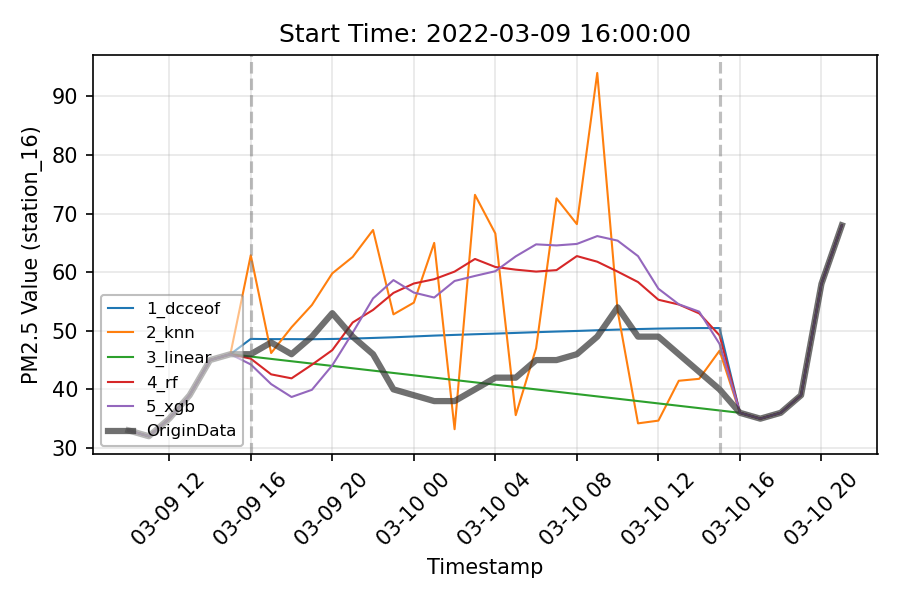 Start Time: 2022-03-09 16:00:00
PM2.5 Value (station_16)
90
80
70
60
50
40
30
1_dcceof
2_knn
3_linear
4_rf
5_xgb
OriginData
03-09 12
03-09 16
03-09 20
03-10 00
03-10 04
03-10 08
03-10 12
03-10 16
03-10 20
Timestamp